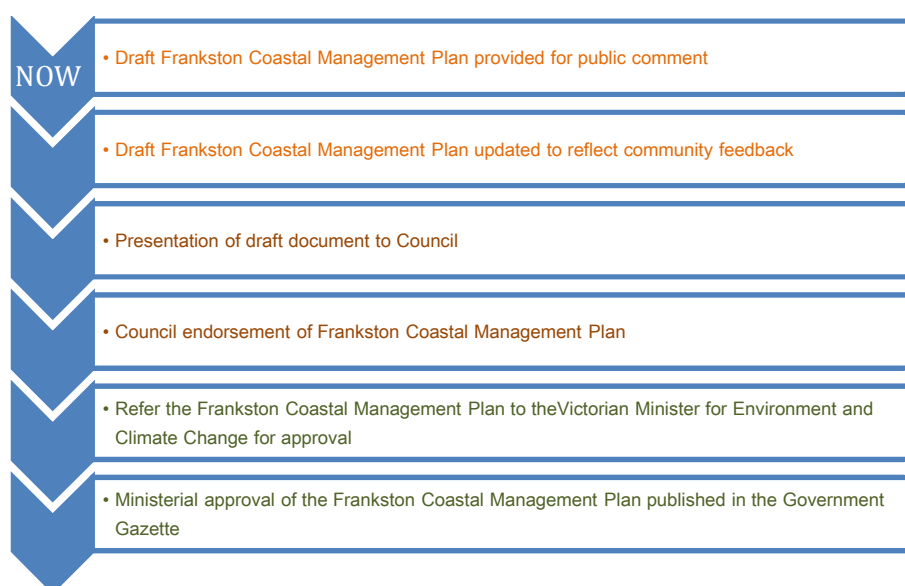 NOW
• Draft Frankston Coastal Management Plan provided for public comment
• Draft Frankston Coastal Management Plan updated to reflect community feedback
• Presentation of draft document to Council
• Council endorsement of Frankston Coastal Management Plan
• Refer the Frankston Coastal Management Plan to theVictorian Minister for Environment and
Climate Change for approval
• Ministerial approval of the Frankston Coastal Management Plan published in the Government
Gazette